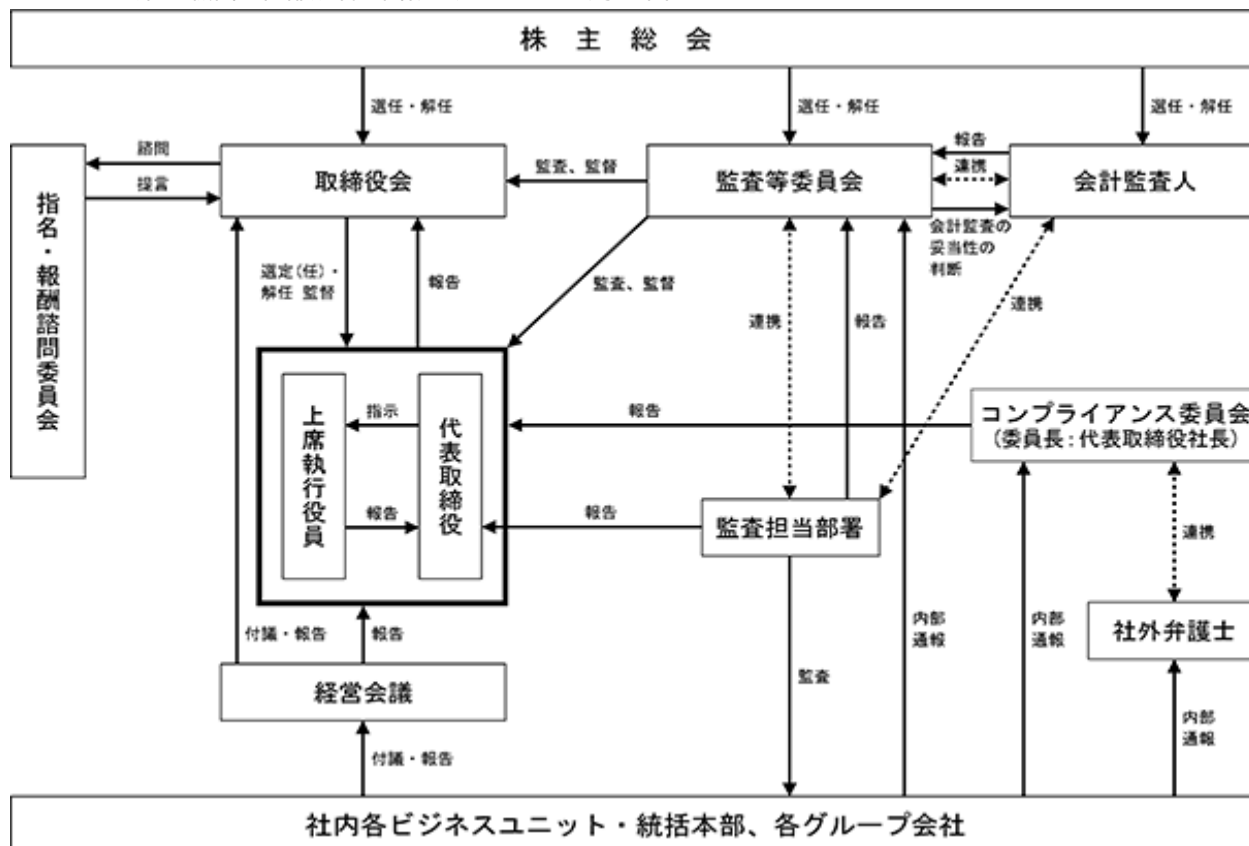 株主総会
選任・解任
選任・解任
選任・解任
諮問
提言
指名・報酬諮問委員会
取締役会
監査、監督
監査等委員会
報告
連携
会計監査の
妥当性の
判断
会計監査人
選定(任)・
解任 監督
報告
監査、監督
連携
報告
連携
上席執行役員
指示
報告
代表取締役
報告
コンプライアンス委員会
(委員長:代表取締役社長)
報告
監査担当部署
連携
社外弁護士
付議・報告
報告
経営会議
内部
通報
内部
通報
監査
内部
通報
付議・報告
社内各ビジネスユニット・統括本部、各グループ会社